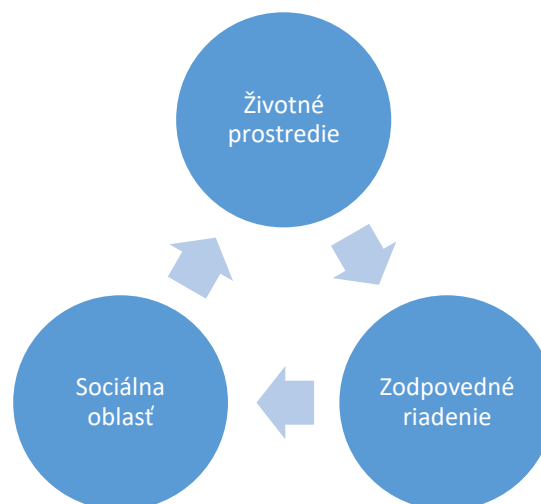 Životné
prostredie
Zodpovedné
riadenie
Sociálna
oblasť